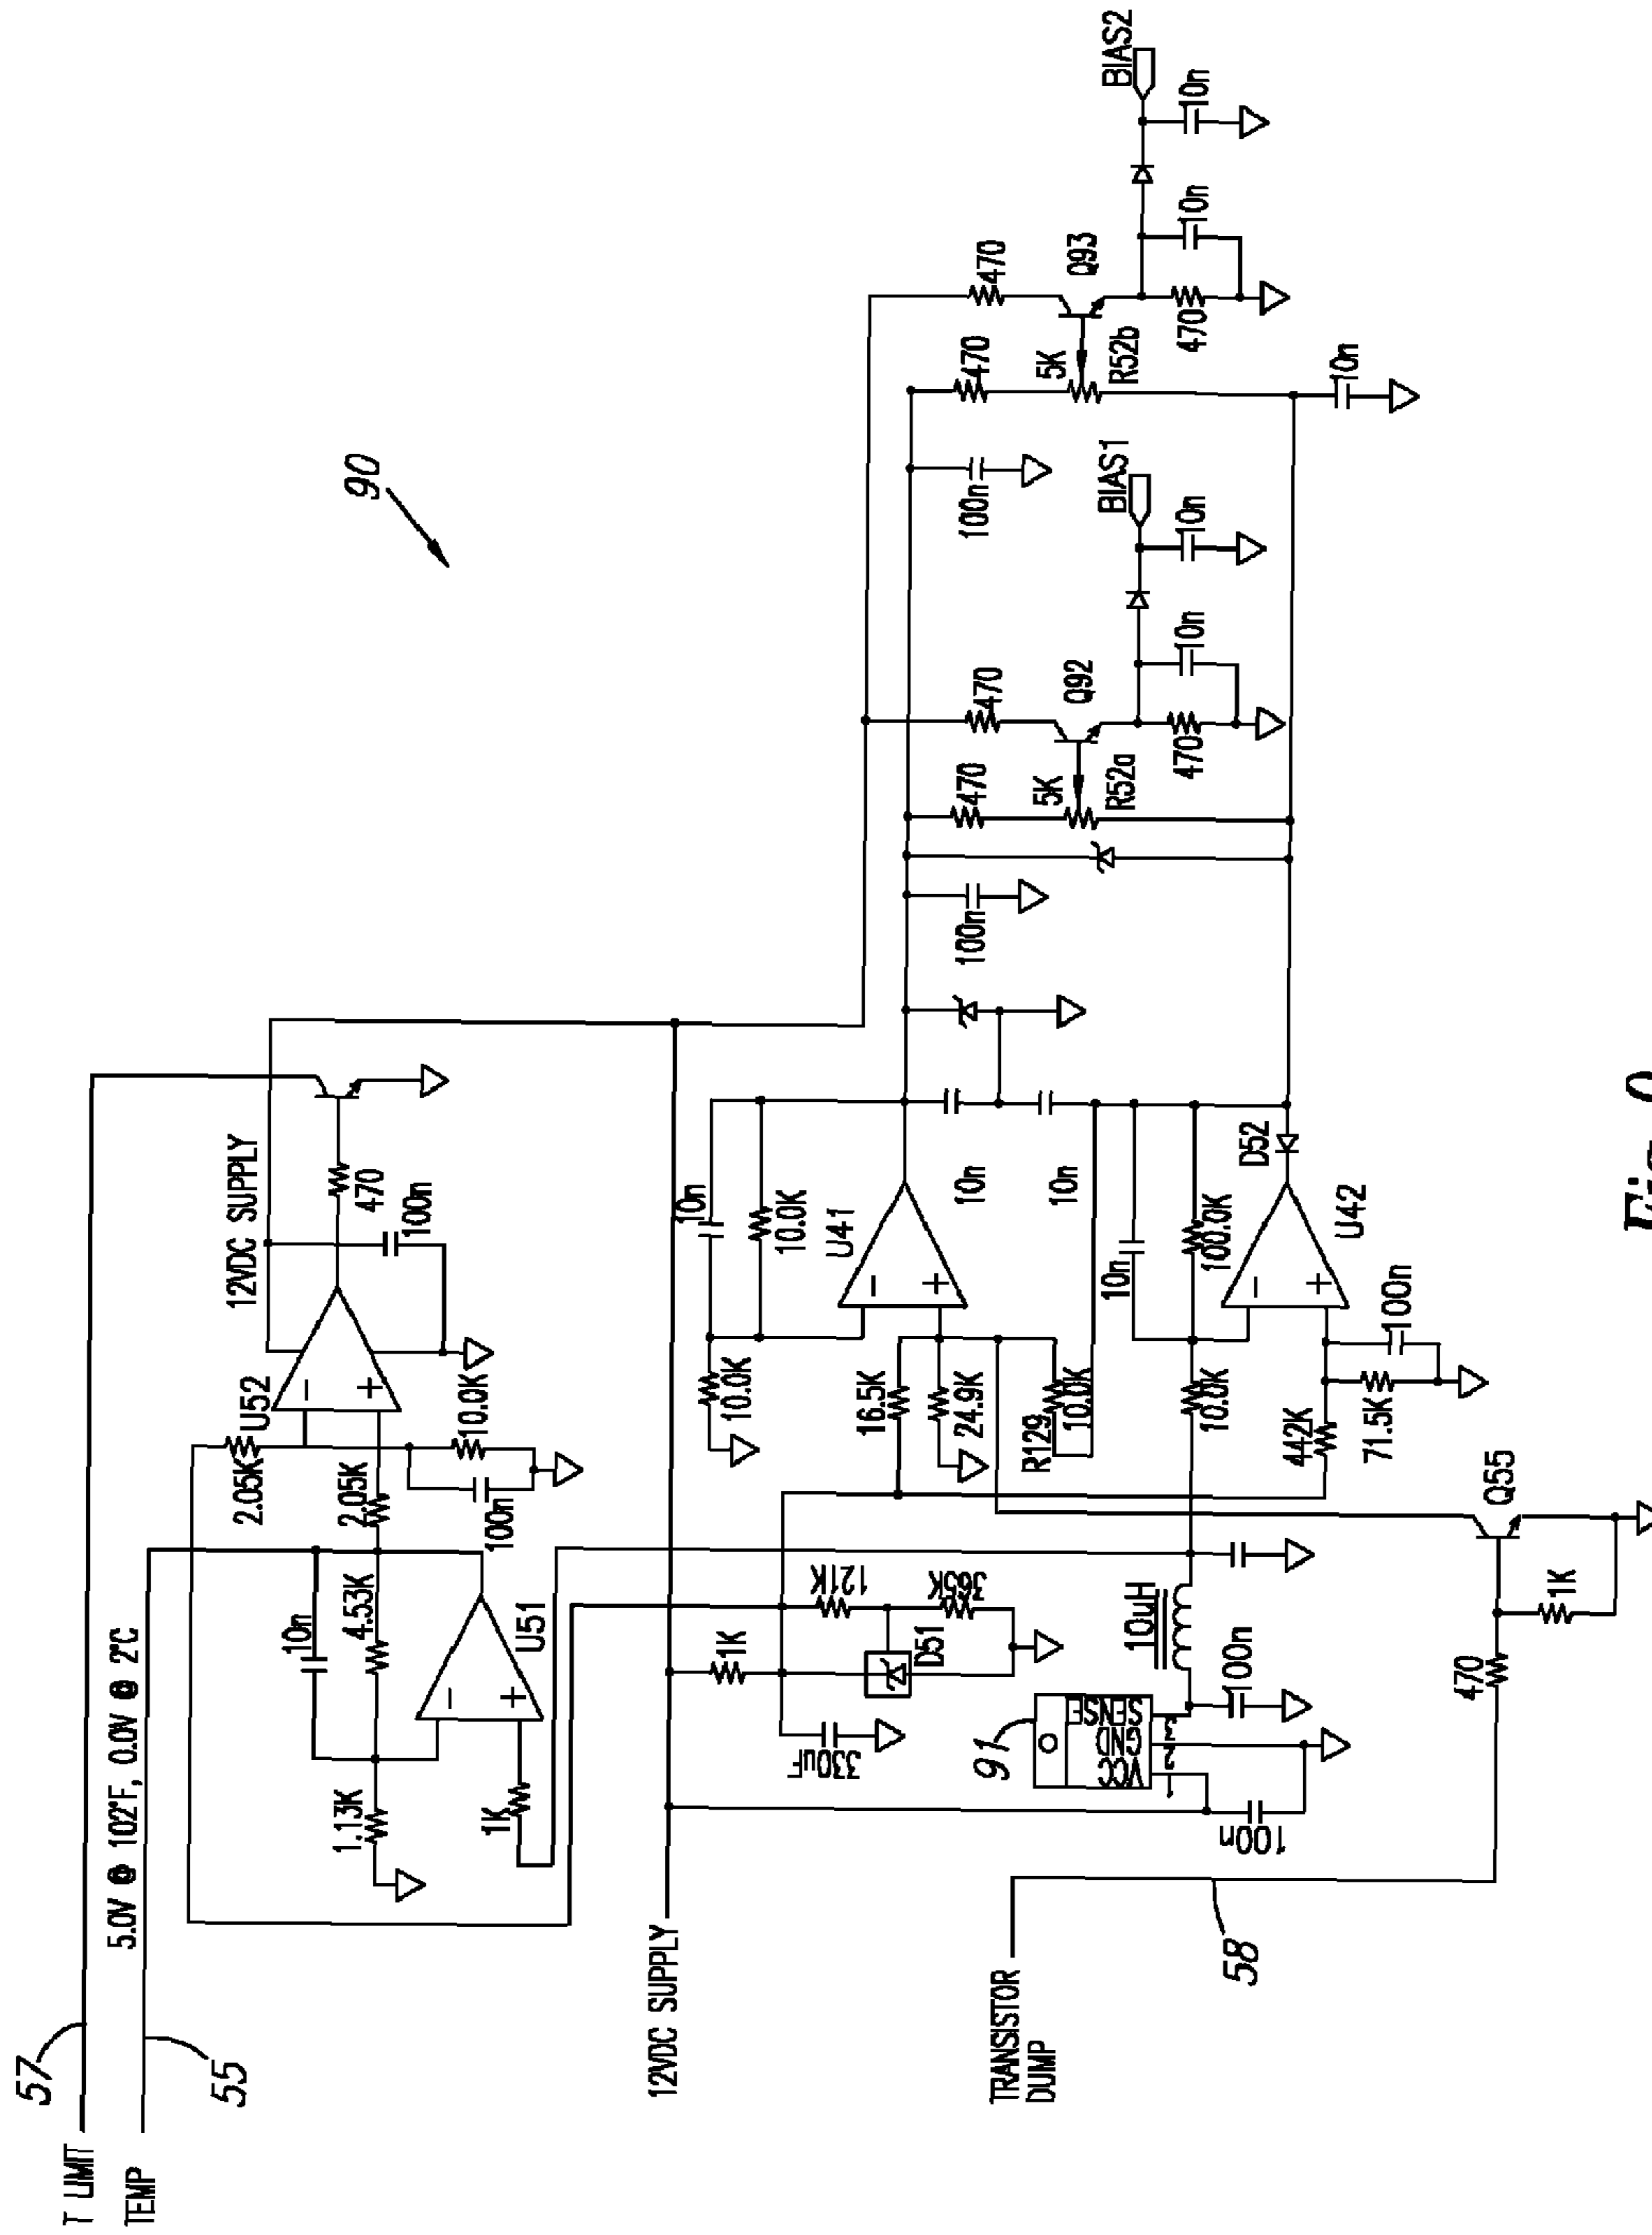 57
T LIMIT
TEMP
5.0V @ 102°F, 0.0V @ 2°C
55
1.13K
10n
4.53K
1K
U51
2.05K
U52
2.05K
10.0K
100n
12VDC SUPPLY
470
100n
90
12VDC SUPPLY
1K
121K
365K
D51
330uF
10.0K
10n
10.0K
16.5K
24.9K
U41
R129
10.0K
10n
10n
100n
470
5K
R52a
470
Q92
470
10n
10n
BIAS1
100n
470
5K
R52b
470
Q93
470
10n
10n
BIAS2
10n
91
VCC
GND
SENSE
1
2
3
100n
100n
10uH
10.0K
10n
100.0K
442K
71.5K
100n
U42
D52
TRANSISTOR
DUMP
58
470
1K
Q55